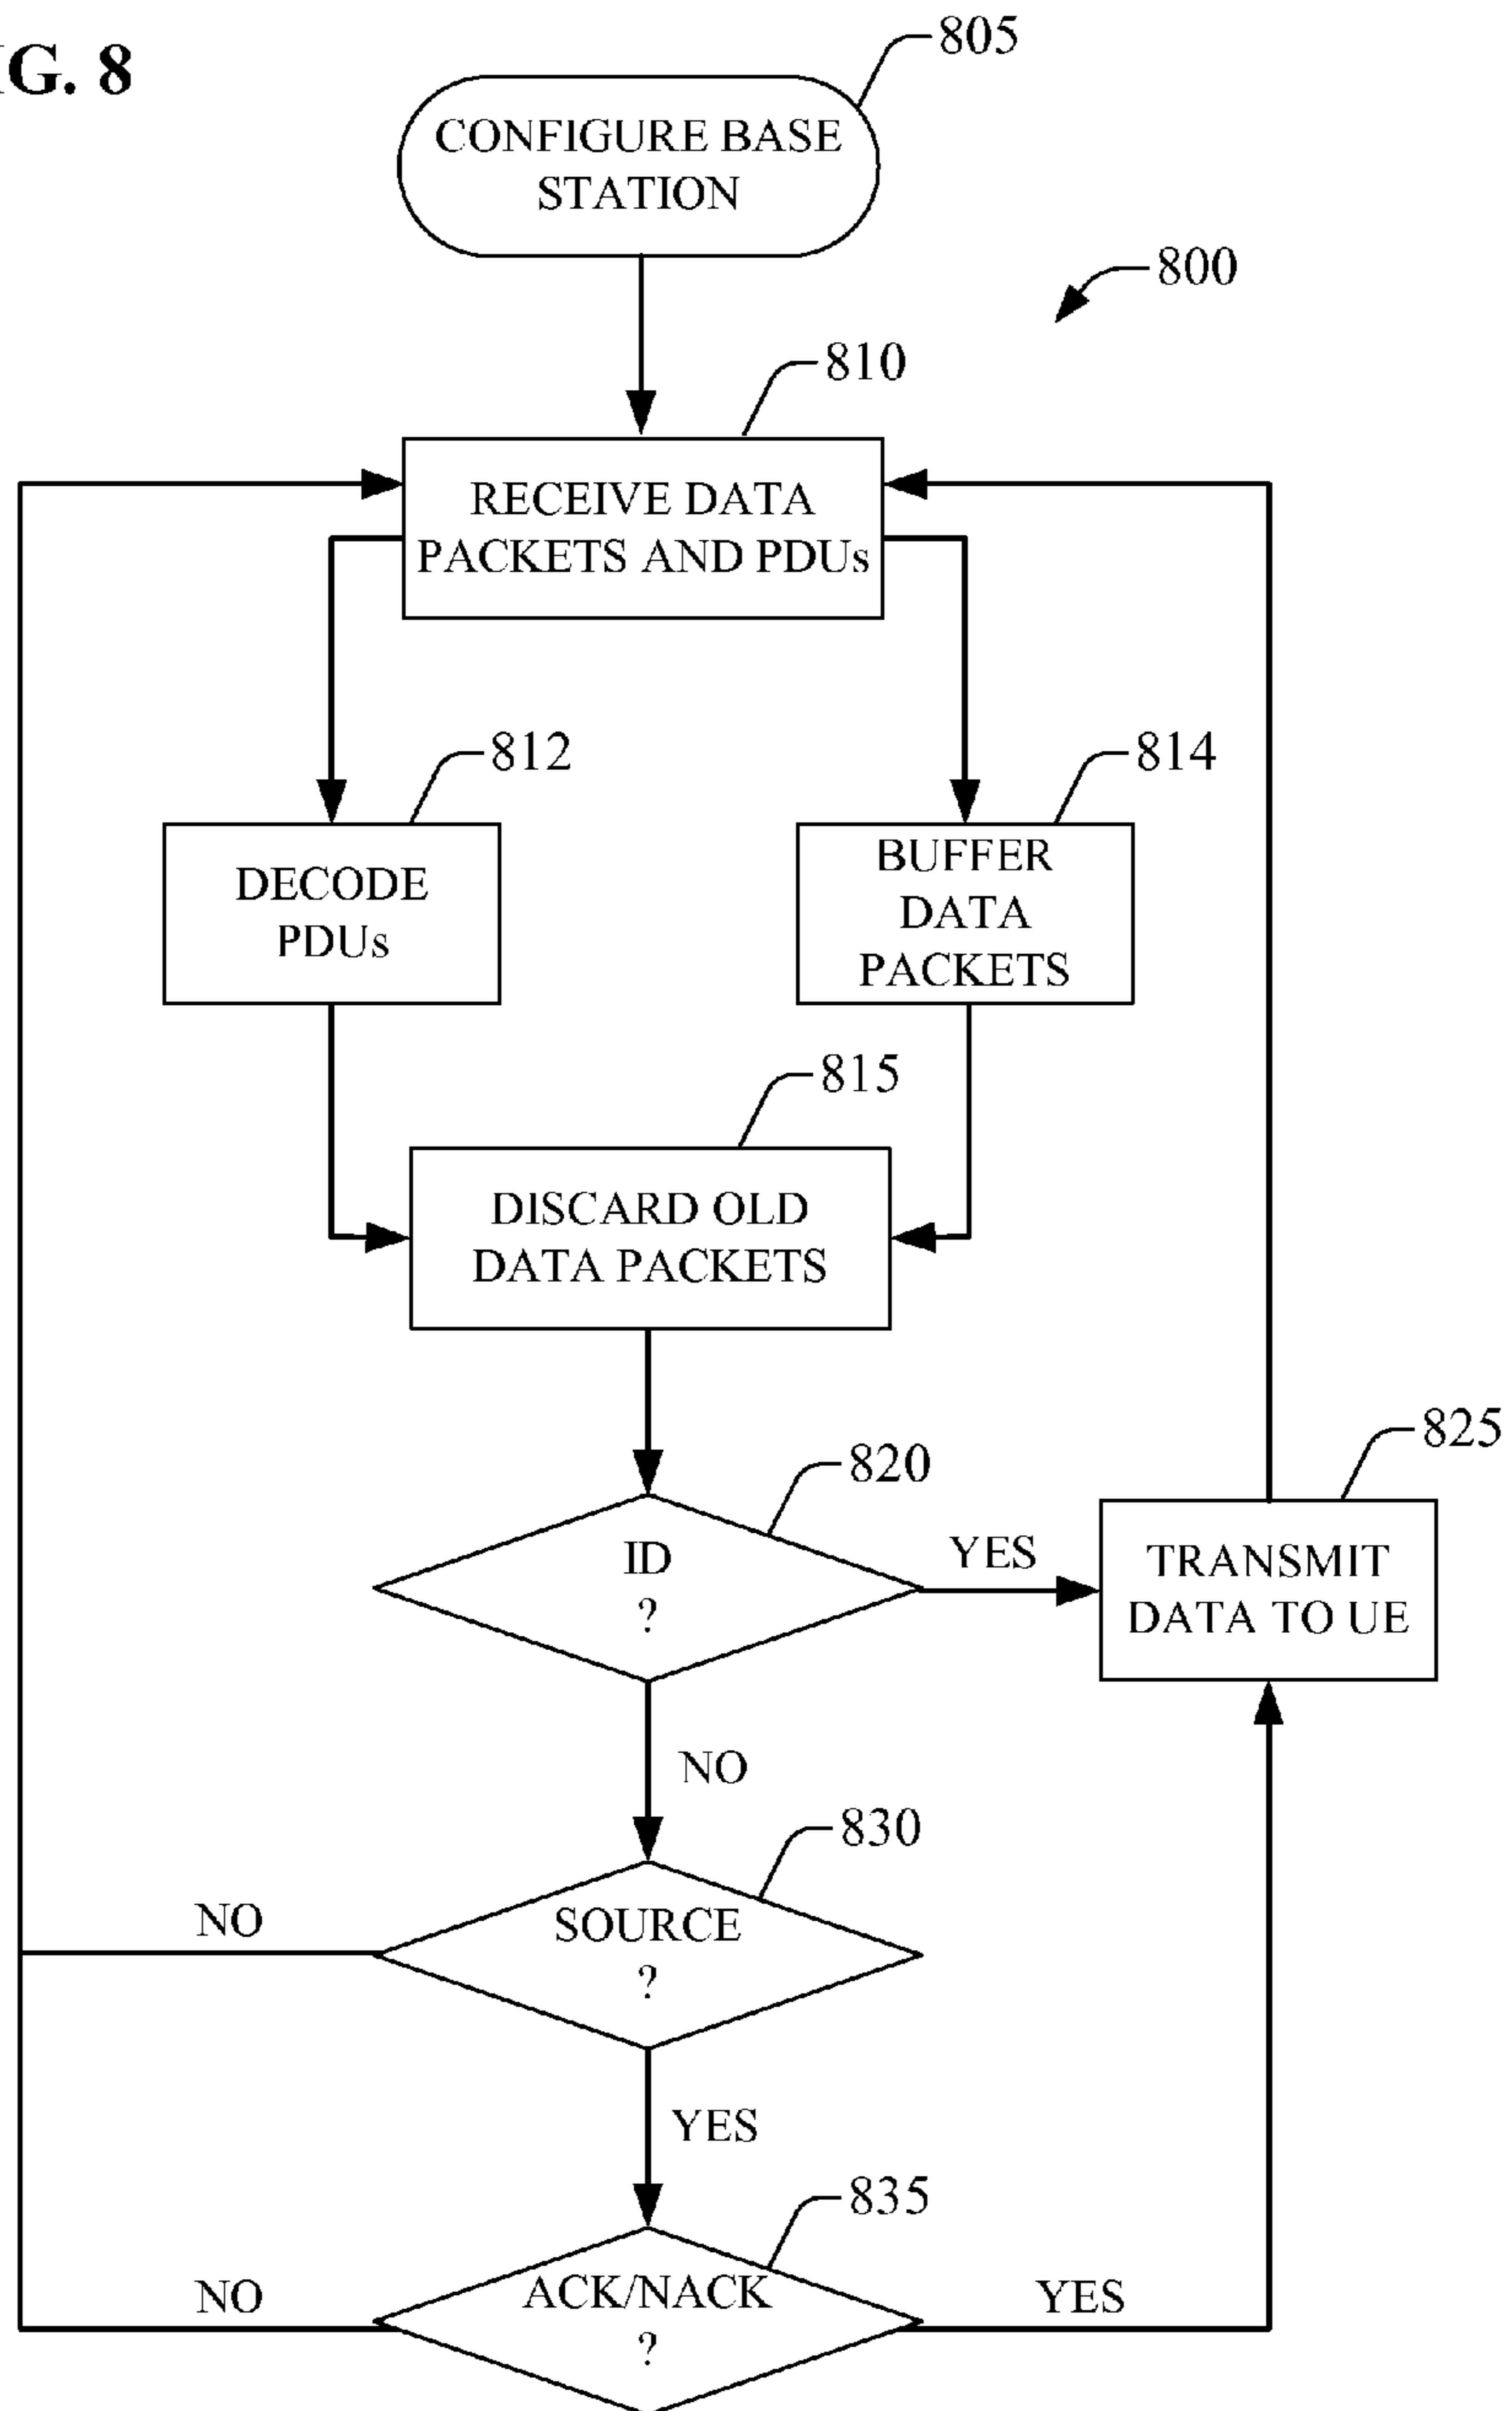 G. 8
805
CONFIGURE BASE
STATION
800
810
RECEIVE DATA
PACKETS AND PDUs
812
814
DECODE
PDUs
BUFFER
DATA
PACKETS
815
DISCARD OLD
DATA PACKETS
820
825
ID
?
YES
TRANSMIT
DATA TO UE
NO
830
NO
SOURCE
?
YES
835
NO
ACK/NACK
?
YES